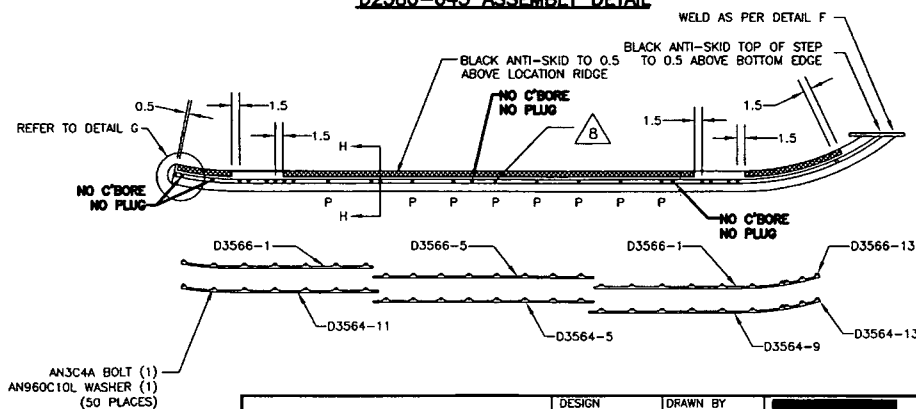 D2580-045 ASSEMBLY DETAIL
WELD AS PER DETAIL F
BLACK ANTI-SKID TO 0.5
ABOVE LOCATION RIDGE
BLACK ANTI-SKID TOP OF STEP
TO 0.5 ABOVE BOTTOM EDGE
NO C'BORE
NO PLUG
0.5
1.5
1.5
1.5
1.5
1.5
8
REFER TO DETAIL G
H
H
NO C'BORE
NO PLUG
P P P P P P P P
NO C'BORE
NO PLUG
D3566-1
D3566-5
D3566-1
D3566-13
D3564-11
D3564-5
D3564-9
D3564-13
AN3C4A BOLT (1)
AN960C10L WASHER (1)
(50 PLACES)
DESIGN
DRAWN BY